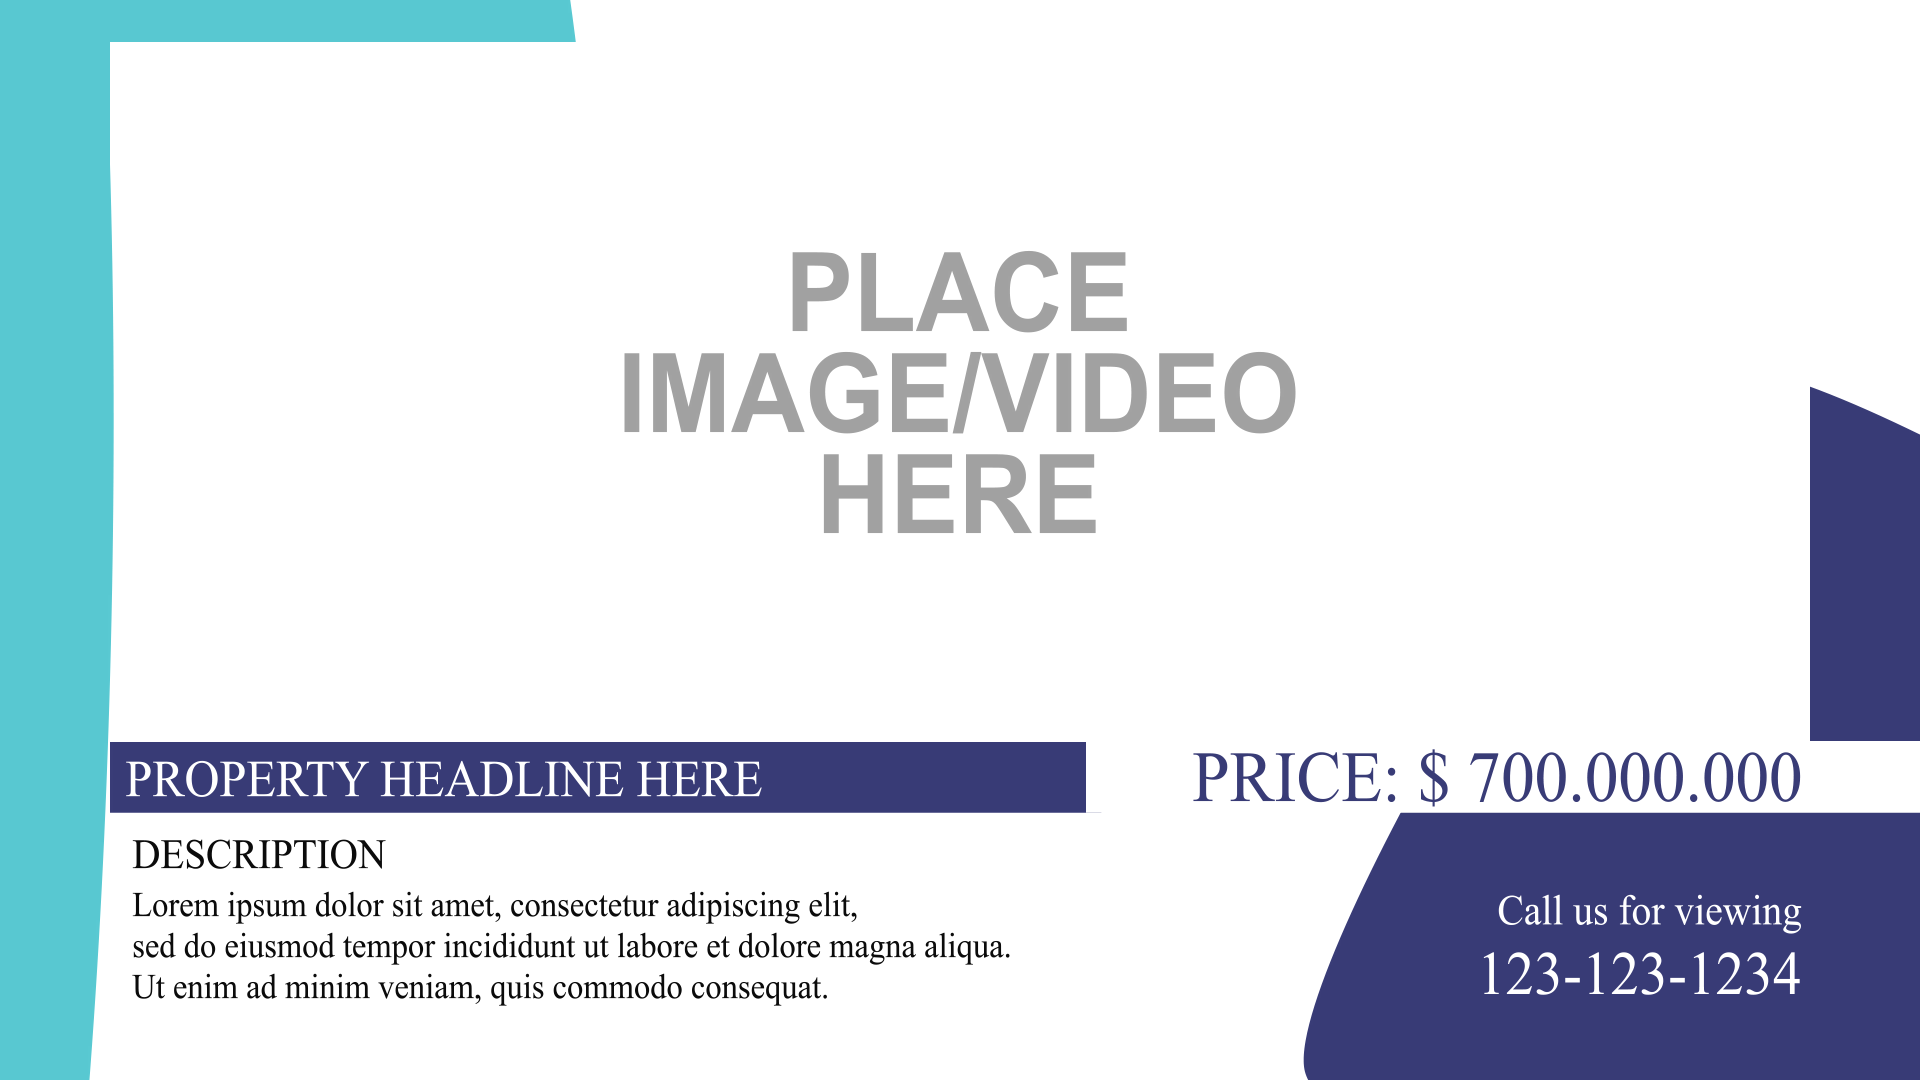 PLACE
IMAGE/VIDEO
HERE
PROPERTY HEADLINE HERE
PRICE: $ 700.000.000
DESCRIPTION
Lorem ipsum dolor sit amet, consectetur adipiscing elit,
sed do eiusmod tempor incididunt ut labore et dolore magna aliqua.
Ut enim ad minim veniam, quis commodo consequat.
Call us for viewing
123-123-1234